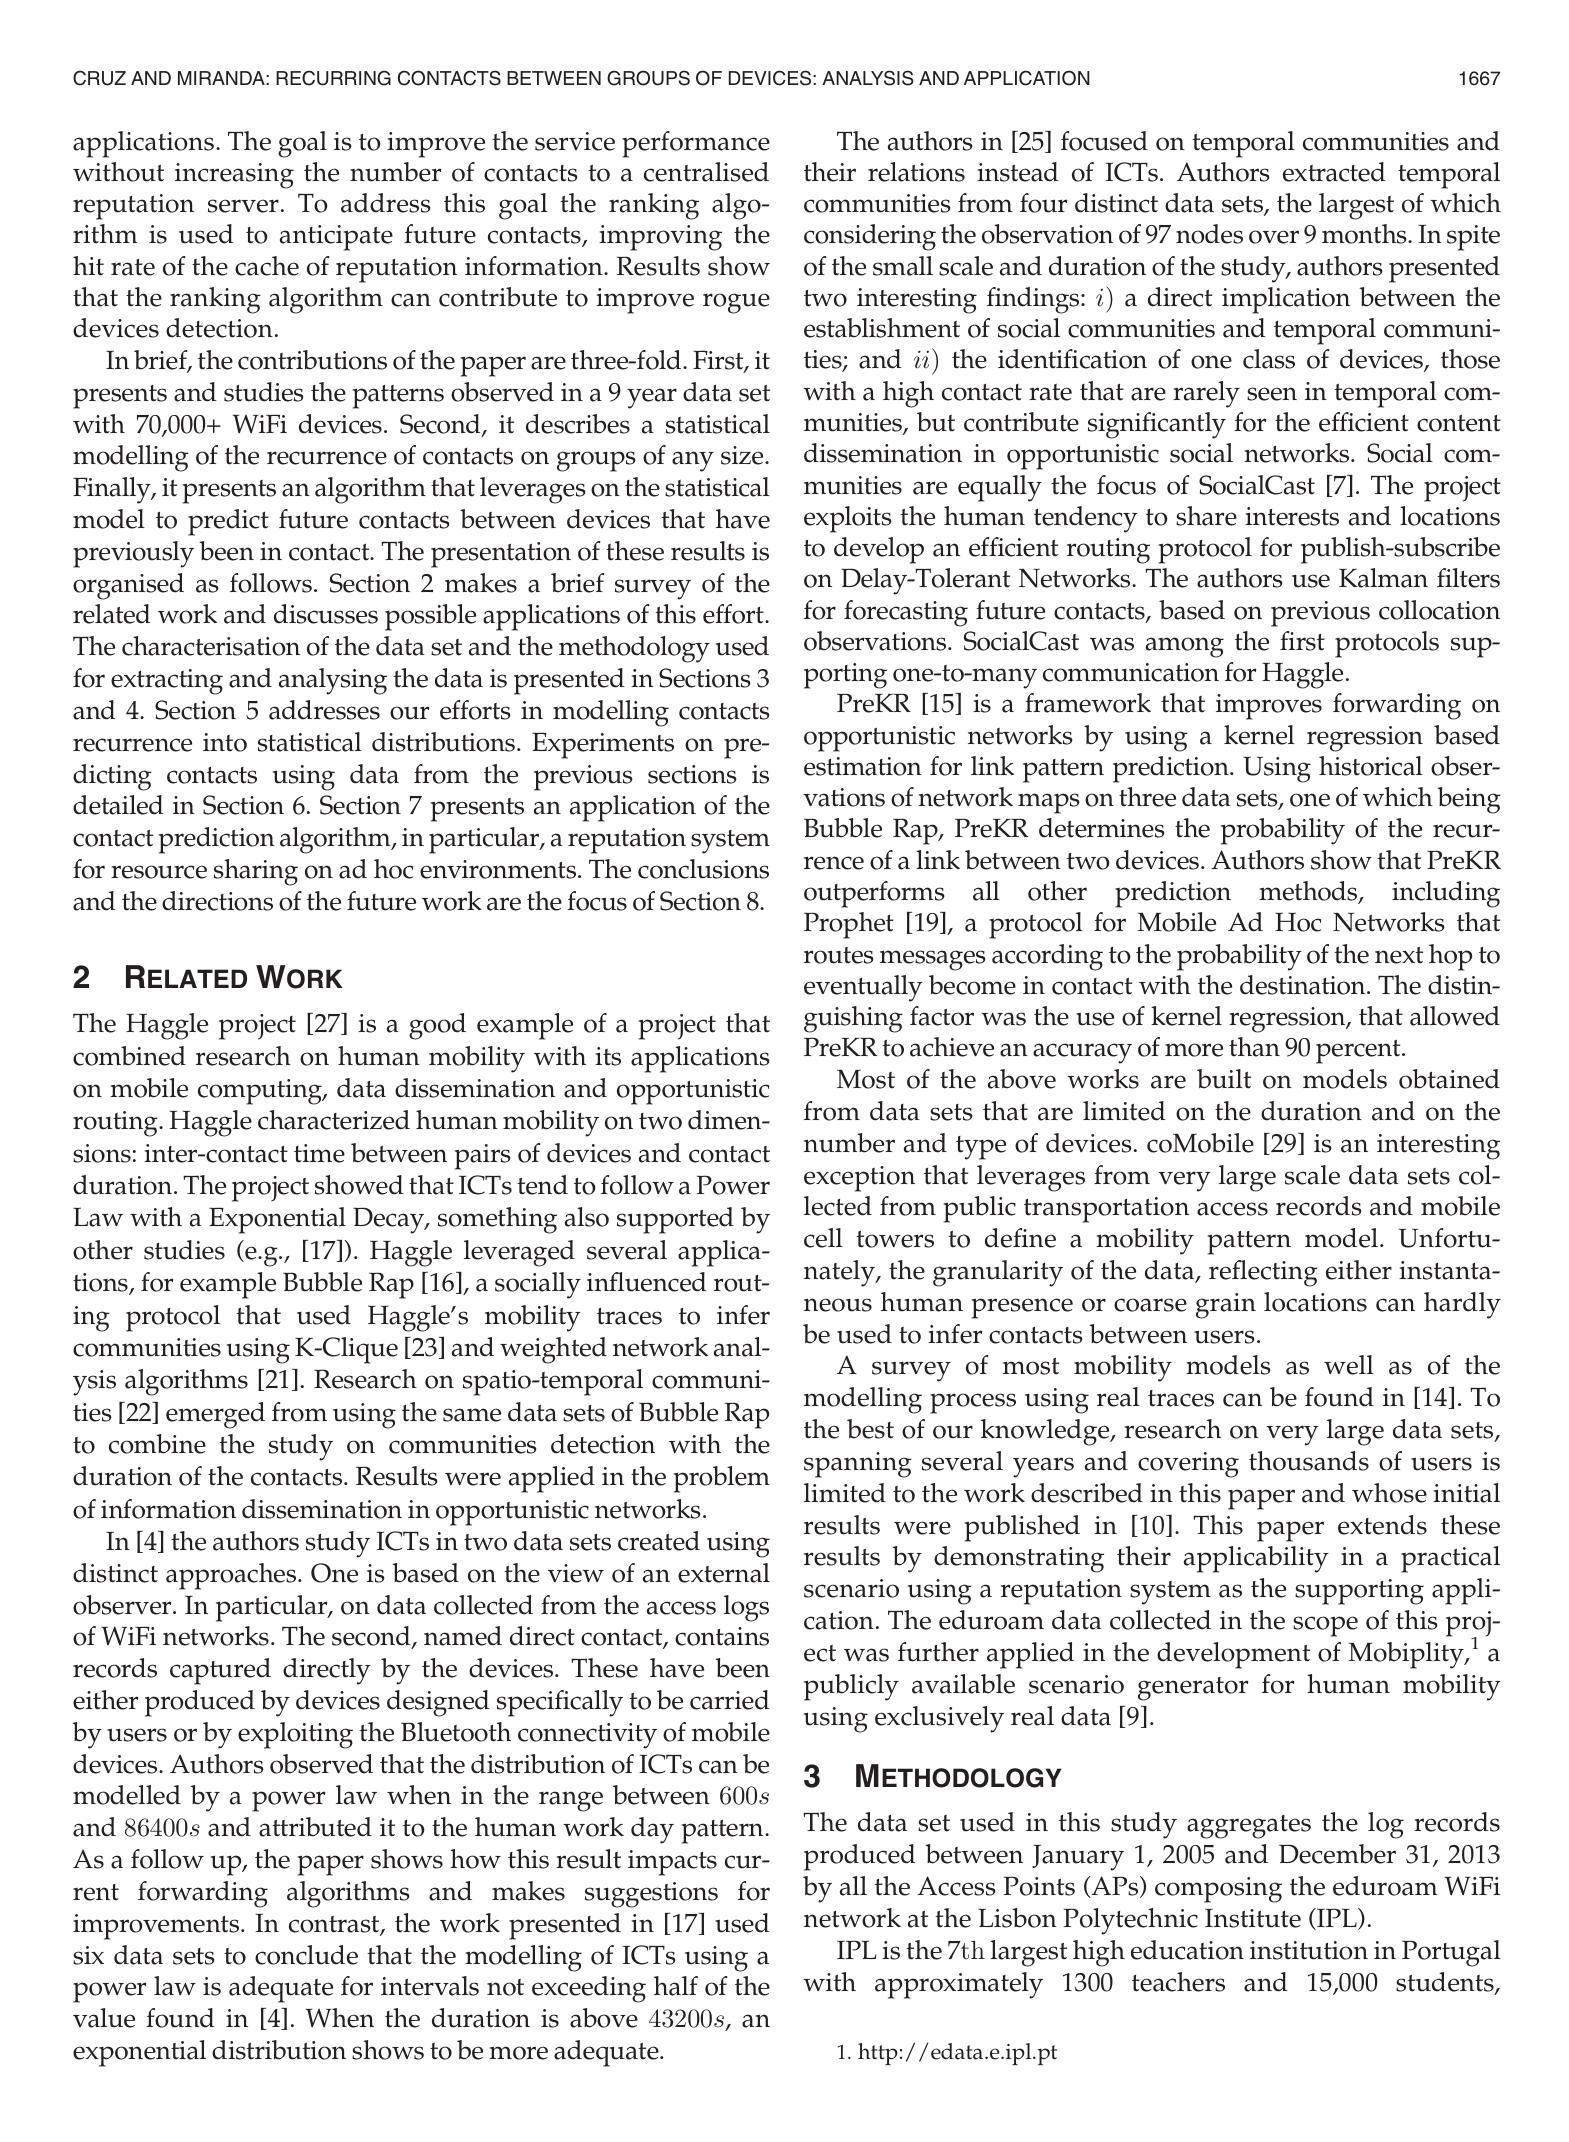 CRUZ AND MIRANDA: RECURRING CONTACTS BETWEEN GROUPS OF DEVICES: ANALYSIS AND APPLICATION 1667
applications. The goal is to improve the service performance
without increasing the number of contacts to a centralised
reputation server. To address this goal the ranking algo-
rithm is used to anticipate future contacts, improving the
hit rate of the cache of reputation information. Results show
that the ranking algorithm can contribute to improve rogue
devices detection.
In brief, the contributions of the paper are three-fold. First, it
presents and studies the patterns observed in a 9 year data set
with 70,000+ WiFi devices. Second, it describes a statistical
modelling of the recurrence of contacts on groups of any size.
Finally, it presents an algorithm that leverages on the statistical
model to predict future contacts between devices that have
previously been in contact. The presentation of these results is
organised as follows. Section 2 makes a brief survey of the
related work and discusses possible applications of this effort.
The characterisation of the data set and the methodology used
for extracting and analysing the data is presented in Sections 3
and 4. Section 5 addresses our efforts in modelling contacts
recurrence into statistical distributions. Experiments on pre-
dicting contacts using data from the previous sections is
detailed in Section 6. Section 7 presents an application of the
contact prediction algorithm, in particular, a reputation system
for resource sharing on ad hoc environments. The conclusions
and the directions of the future work are the focus of Section 8.
2 RELATED WORK
The Haggle project [27] is a good example of a project that
combined research on human mobility with its applications
on mobile computing, data dissemination and opportunistic
routing. Haggle characterized human mobility on two dimen-
sions: inter-contact time between pairs of devices and contact
duration. The project showed that ICTs tend to follow a Power
Law with a Exponential Decay, something also supported by
other studies (e.g., [17]). Haggle leveraged several applica-
tions, for example Bubble Rap [16], a socially influenced rout-
ing protocol that used Haggle's mobility traces to infer
communities using K-Clique [23] and weighted network anal-
ysis algorithms [21]. Research on spatio-temporal communi-
ties [22] emerged from using the same data sets of Bubble Rap
to combine the study on communities detection with the
duration of the contacts. Results were applied in the problem
of information dissemination in opportunistic networks.
In [4] the authors study ICTs in two data sets created using
distinct approaches. One is based on the view of an external
observer. In particular, on data collected from the access logs
of WiFi networks. The second, named direct contact, contains
records captured directly by the devices. These have been
either produced by devices designed specifically to be carried
by users or by exploiting the Bluetooth connectivity of mobile
devices. Authors observed that the distribution of ICTs can be
modelled by a power law when in the range between 600s
and 86400s and attributed it to the human work day pattern.
As a follow up, the paper shows how this result impacts cur-
rent forwarding algorithms and makes suggestions for
improvements. In contrast, the work presented in [17] used
six data sets to conclude that the modelling of ICTs using a
power law is adequate for intervals not exceeding half of the
value found in [4]. When the duration is above 43200s, an
exponential distribution shows to be more adequate.
The authors in [25] focused on temporal communities and
their relations instead of ICTs. Authors extracted temporal
communities from four distinct data sets, the largest of which
considering the observation of 97 nodes over 9 months. In spite
of the small scale and duration of the study, authors presented
two interesting findings: i) a direct implication between the
establishment of social communities and temporal communi-
ties; and ii) the identification of one class of devices, those
with a high contact rate that are rarely seen in temporal com-
munities, but contribute significantly for the efficient content
dissemination in opportunistic social networks. Social com-
munities are equally the focus of SocialCast [7]. The project
exploits the human tendency to share interests and locations
to develop an efficient routing protocol for publish-subscribe
on Delay-Tolerant Networks. The authors use Kalman filters
for forecasting future contacts, based on previous collocation
observations. SocialCast was among the first protocols sup-
porting one-to-many communication for Haggle.
PreKR [15] is a framework that improves forwarding on
opportunistic networks by using a kernel regression based
estimation for link pattern prediction. Using historical obser-
vations of network maps on three data sets, one of which being
Bubble Rap, PreKR determines the probability of the recur-
rence of a link between two devices. Authors show that PreKR
outperforms all other prediction methods, including
Prophet [19], a protocol for Mobile Ad Hoc Networks that
routes messages according to the probability of the next hop to
eventually become in contact with the destination. The distin-
guishing factor was the use of kernel regression, that allowed
PreKR to achieve an accuracy of more than 90 percent.
Most of the above works are built on models obtained
from data sets that are limited on the duration and on the
number and type of devices. coMobile [29] is an interesting
exception that leverages from very large scale data sets col-
lected from public transportation access records and mobile
cell towers to define a mobility pattern model. Unfortu-
nately, the granularity of the data, reflecting either instanta-
neous human presence or coarse grain locations can hardly
be used to infer contacts between users.
A survey of most mobility models as well as of the
modelling process using real traces can be found in [14]. To
the best of our knowledge, research on very large data sets,
spanning several years and covering thousands of users is
limited to the work described in this paper and whose initial
results were published in [10]. This paper extends these
results by demonstrating their applicability in a practical
scenario using a reputation system as the supporting appli-
cation. The eduroam data collected in the scope of this proj-
ect was further applied in the development of Mobiplity,1 a
publicly available scenario generator for human mobility
using exclusively real data [9].
3 METHODOLOGY
The data set used in this study aggregates the log records
produced between January 1, 2005 and December 31, 2013
by all the Access Points (APs) composing the eduroam WiFi
network at the Lisbon Polytechnic Institute (IPL).
IPL is the 7th largest high education institution in Portugal
with approximately 1300 teachers and 15,000 students,
1. http://edata.e.ipl.pt